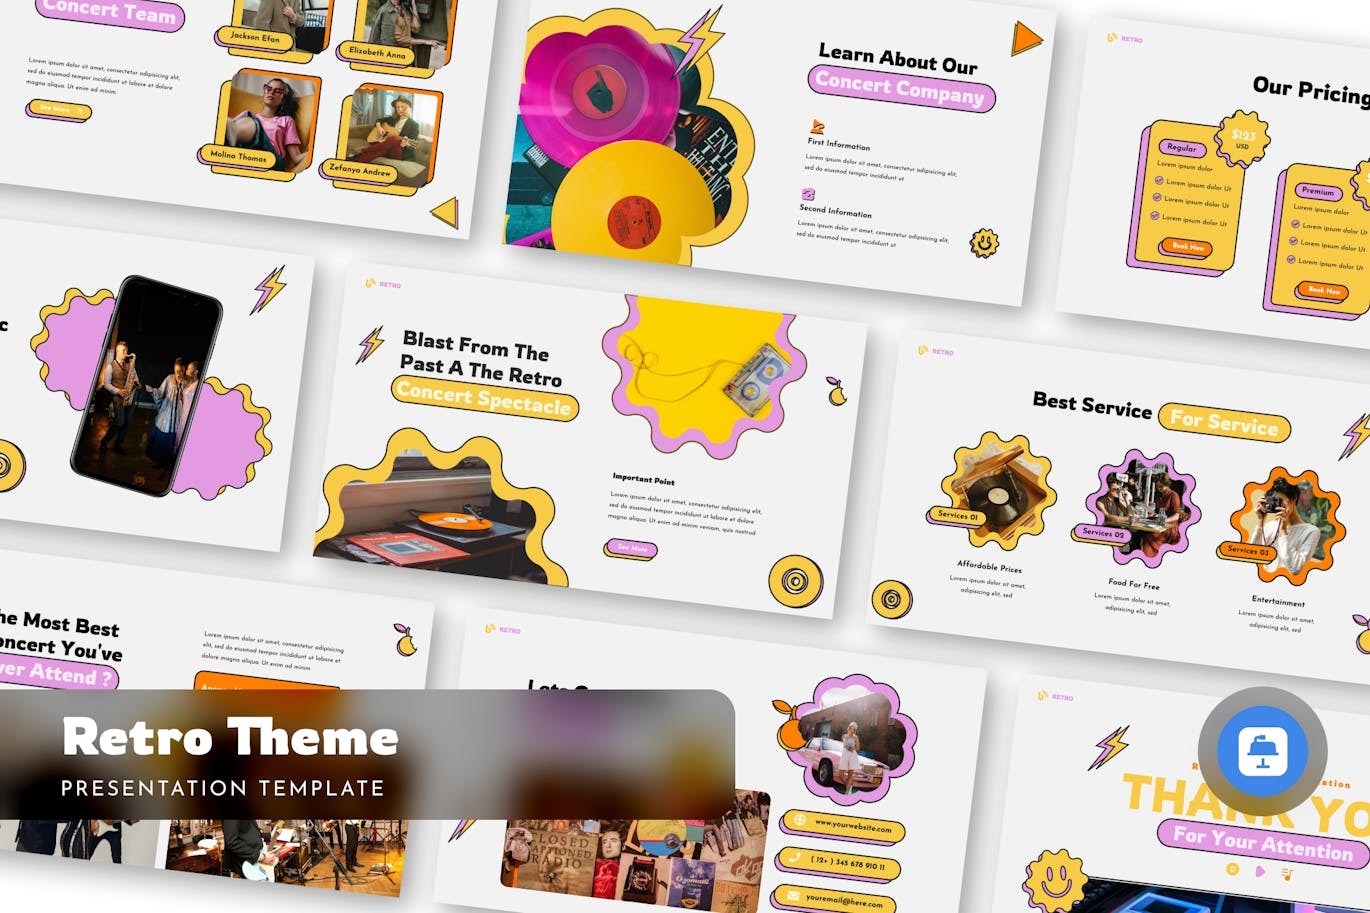 Concert Team
Lorem ipsum dolor sit amet, consectetur adipisicing elit,
sed do eiusmod tempor incididunt ut labore et dolore
magna aliqua. Ut enim ad minim
See More
Jackson Efan
Elizabeth Anna
Molina Thomas
Zefanya Andrew
Learn About Our
Concert Company
First Information
Lorem ipsum dolor sit amet, consectetur adipisicing elit,
sed do eiusmod tempor incididunt ut
2
Second Information
Lorem ipsum dolor sit amet, consectetur adipisicing elit,
sed do eiusmod tempor incididunt ut
RETRO
Our Pricing
$123
USD
Regular
Lorem ipsum dolor
Lorem ipsum dolor Ut
Lorem ipsum dolor Ut
Lorem ipsum dolor Ut
Book Now
Premium
Lorem ipsum dolor
Lorem ipsum dolor Ut
Lorem ipsum dolor Ut
Lorem ipsum dolor Ut
Book Now
c
RETRO
Blast From The
Past A The Retro
Concert Spectacle
Important Point
Lorem ipsum dolor sit amet, consectetur adipisicing elit,
sed do eiusmod tempor incididunt ut labore et dolore
magna aliqua. Ut enim ad minim veniam, quis nostrud
See More
RETRO
Best Service For Service
Services 01
Services 02
Services 03
Affordable Prices
Lorem ipsum dolor sit amet,
adipisicing elit, sed
Food For Free
Lorem ipsum dolor sit amet,
adipisicing elit, sed
Entertainment
Lorem ipsum dolor sit amet,
adipisicing elit, sed
he Most Best
oncert You've
ver Attend ?
Lorem ipsum dolor sit amet, consectetur adipisicing elit,
sed do eiusmod tempor incididunt ut labore et
dolore magna aliqua. Ut enim ad minim
RETRO
www.yourwebsite.com
( 12+ ) 345 678 910 11
youremail@here.com
RETRO
THANK YO
For Your Attention
Retro Theme
PRESENTATION TEMPLATE